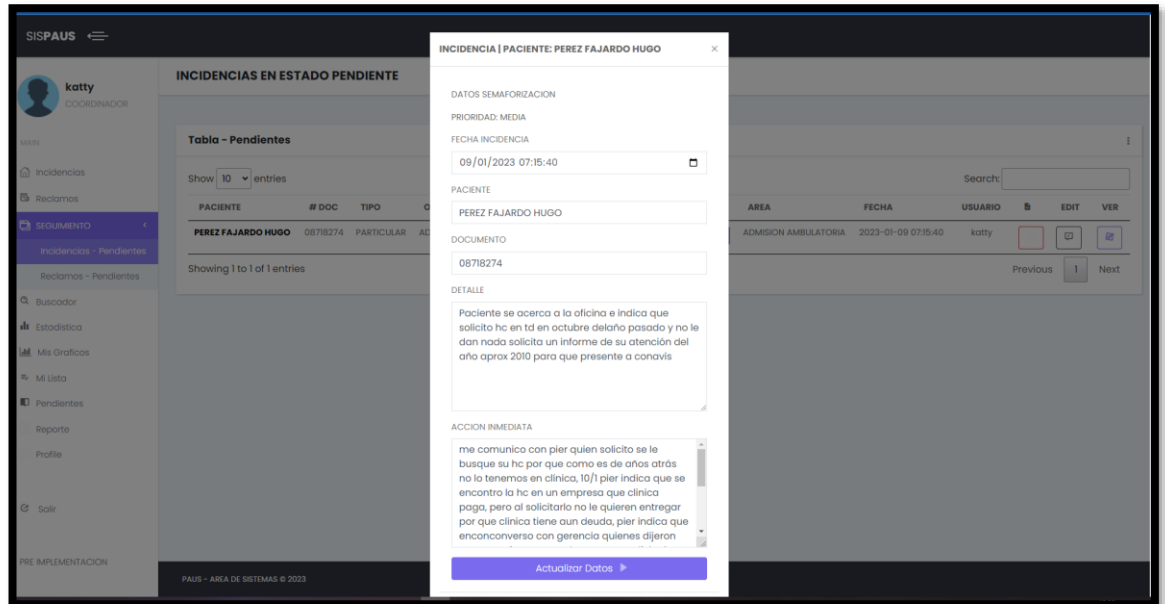 SISPAUS
katty
COORDINADOR
MAIN
Incidencias
Reclamos
SEGUIMIENTO
Incidencias - Pendientes
Reclamos - Pendientes
Buscador
Estadistica
Mis Graficos
Mi Lista
Pendientes
Reporte
Profile
Salir
PRE IMPLEMENTACION
INCIDENCIAS EN ESTADO PENDIENTE
Tabla - Pendientes
Show 10 entries
Search:
PACIENTE # DOC TIPO AREA FECHA USUARIO EDIT VER
PEREZ FAJARDO HUGO 08718274 PARTICULAR ADMISION AMBULATORIA 2023-01-09 07:15:40 katty
Showing 1 to 1 of 1 entries
Previous 1 Next
PAUS - AREA DE SISTEMAS © 2023
INCIDENCIA | PACIENTE: PEREZ FAJARDO HUGO ×
DATOS SEMAFORIZACION
PRIORIDAD: MEDIA
FECHA INCIDENCIA
09/01/2023 07:15:40
PACIENTE
PEREZ FAJARDO HUGO
DOCUMENTO
08718274
DETALLE
Paciente se acerca a la oficina e indica que
solicito hc en td en octubre delaño pasado y no le
dan nada solicita un informe de su atención del
año aprox 2010 para que presente a conavis
ACCION INMEDIATA
me comunico con pier quien solicito se le
busque su hc por que como es de años atrás
no lo tenemos en clínica, 10/1 pier indica que se
encontro la hc en un empresa que clinica
paga, pero al solicitarlo no le quieren entregar
por que clinica tiene aun deuda, pier indica que
enconconverso con gerencia quienes dijeron
Actualizar Datos